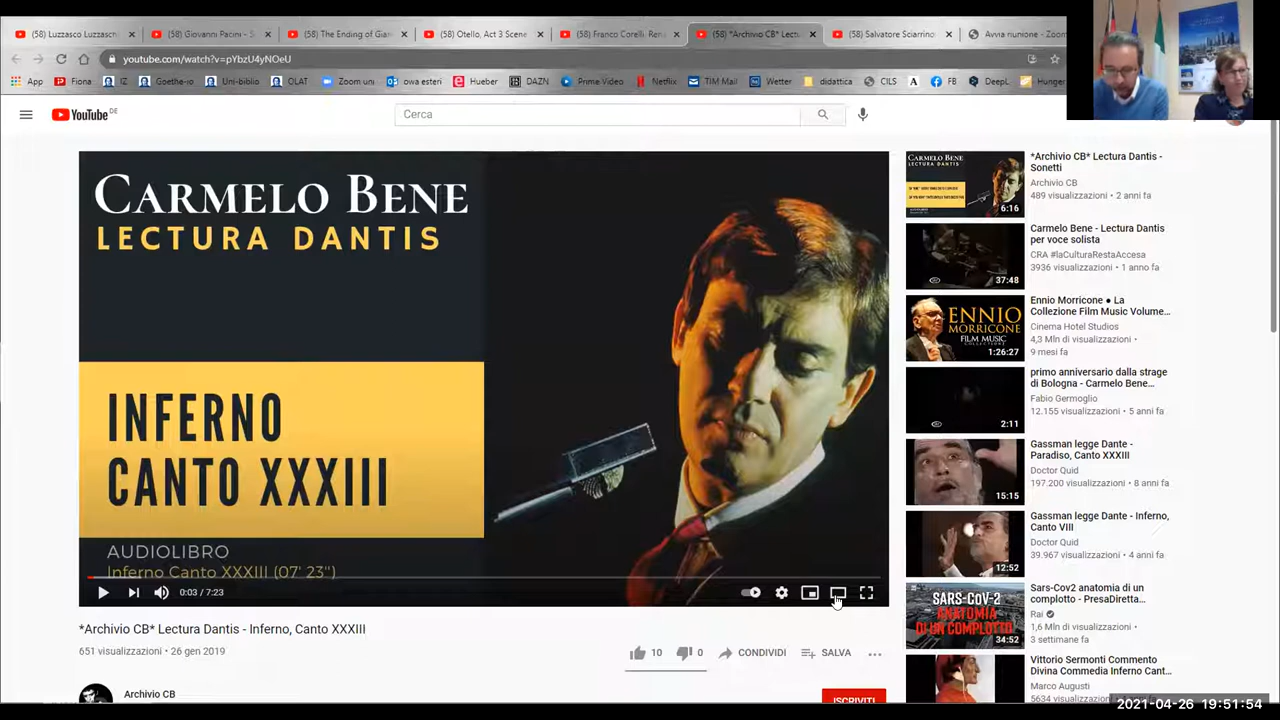 (58) Luzzasco Luzzasch
(58) Giovanni Pacini - S
(58) The Ending of Gian
(58) Otello, Act 3 Scene
(58) Franco Corelli, Rena
(58) *Archivio CB* Lectu
(58) Salvatore Sciarrino
Avvia riunione - Zoom
youtube.com/watch?v=pYbzU4yNOeU
App
Fiona
IZ
Goethe-io
Uni-biblio
OLAT
Zoom uni
owa esteri
Hueber
DAZN
Prime Video
Netflix
TIM Mail
Wetter
didattica
CILS
A
FB
DeepL
Hunger
YouTube DE
Cerca
CARMELO BENE
LECTURA DANTIS
INFERNO
CANTO XXXIII
AUDIOLIBRO
Inferno Canto XXXIII (07' 23")
0:03 / 7:23
*Archivio CB* Lectura Dantis - Inferno, Canto XXXIII
651 visualizzazioni • 26 gen 2019
10
0
CONDIVIDI
SALVA
Archivio CB
ISCRIVITI
CARMELO BENE
LECTURA DANTIS
6:16
*Archivio CB* Lectura Dantis -
Sonetti
Archivio CB
489 visualizzazioni • 2 anni fa
37:48
Carmelo Bene - Lectura Dantis
per voce solista
CRA #laCulturaRestaAccesa
3936 visualizzazioni • 1 anno fa
ENNIO
MORRICONE
FILM MUSIC
COLLECTION
1:26:27
Ennio Morricone ● La
Collezione Film Music Volume...
Cinema Hotel Studios
4,3 Mln di visualizzazioni •
9 mesi fa
2:11
primo anniversario dalla strage
di Bologna - Carmelo Bene...
Fabio Germoglio
12.155 visualizzazioni • 5 anni fa
15:15
Gassman legge Dante -
Paradiso, Canto XXXIII
Doctor Quid
197.200 visualizzazioni • 8 anni fa
12:52
Gassman legge Dante - Inferno,
Canto VIII
Doctor Quid
39.967 visualizzazioni • 4 anni fa
SARS-COV-2
ANATOMIA
DI UN COMPLOTTO
34:52
Sars-Cov2 anatomia di un
complotto - PresaDiretta...
Rai
1,6 Mln di visualizzazioni •
3 settimane fa
Vittorio Sermonti Commento
Divina Commedia Inferno Cant...
Marco Augusti
2021-04-26 19:51:54